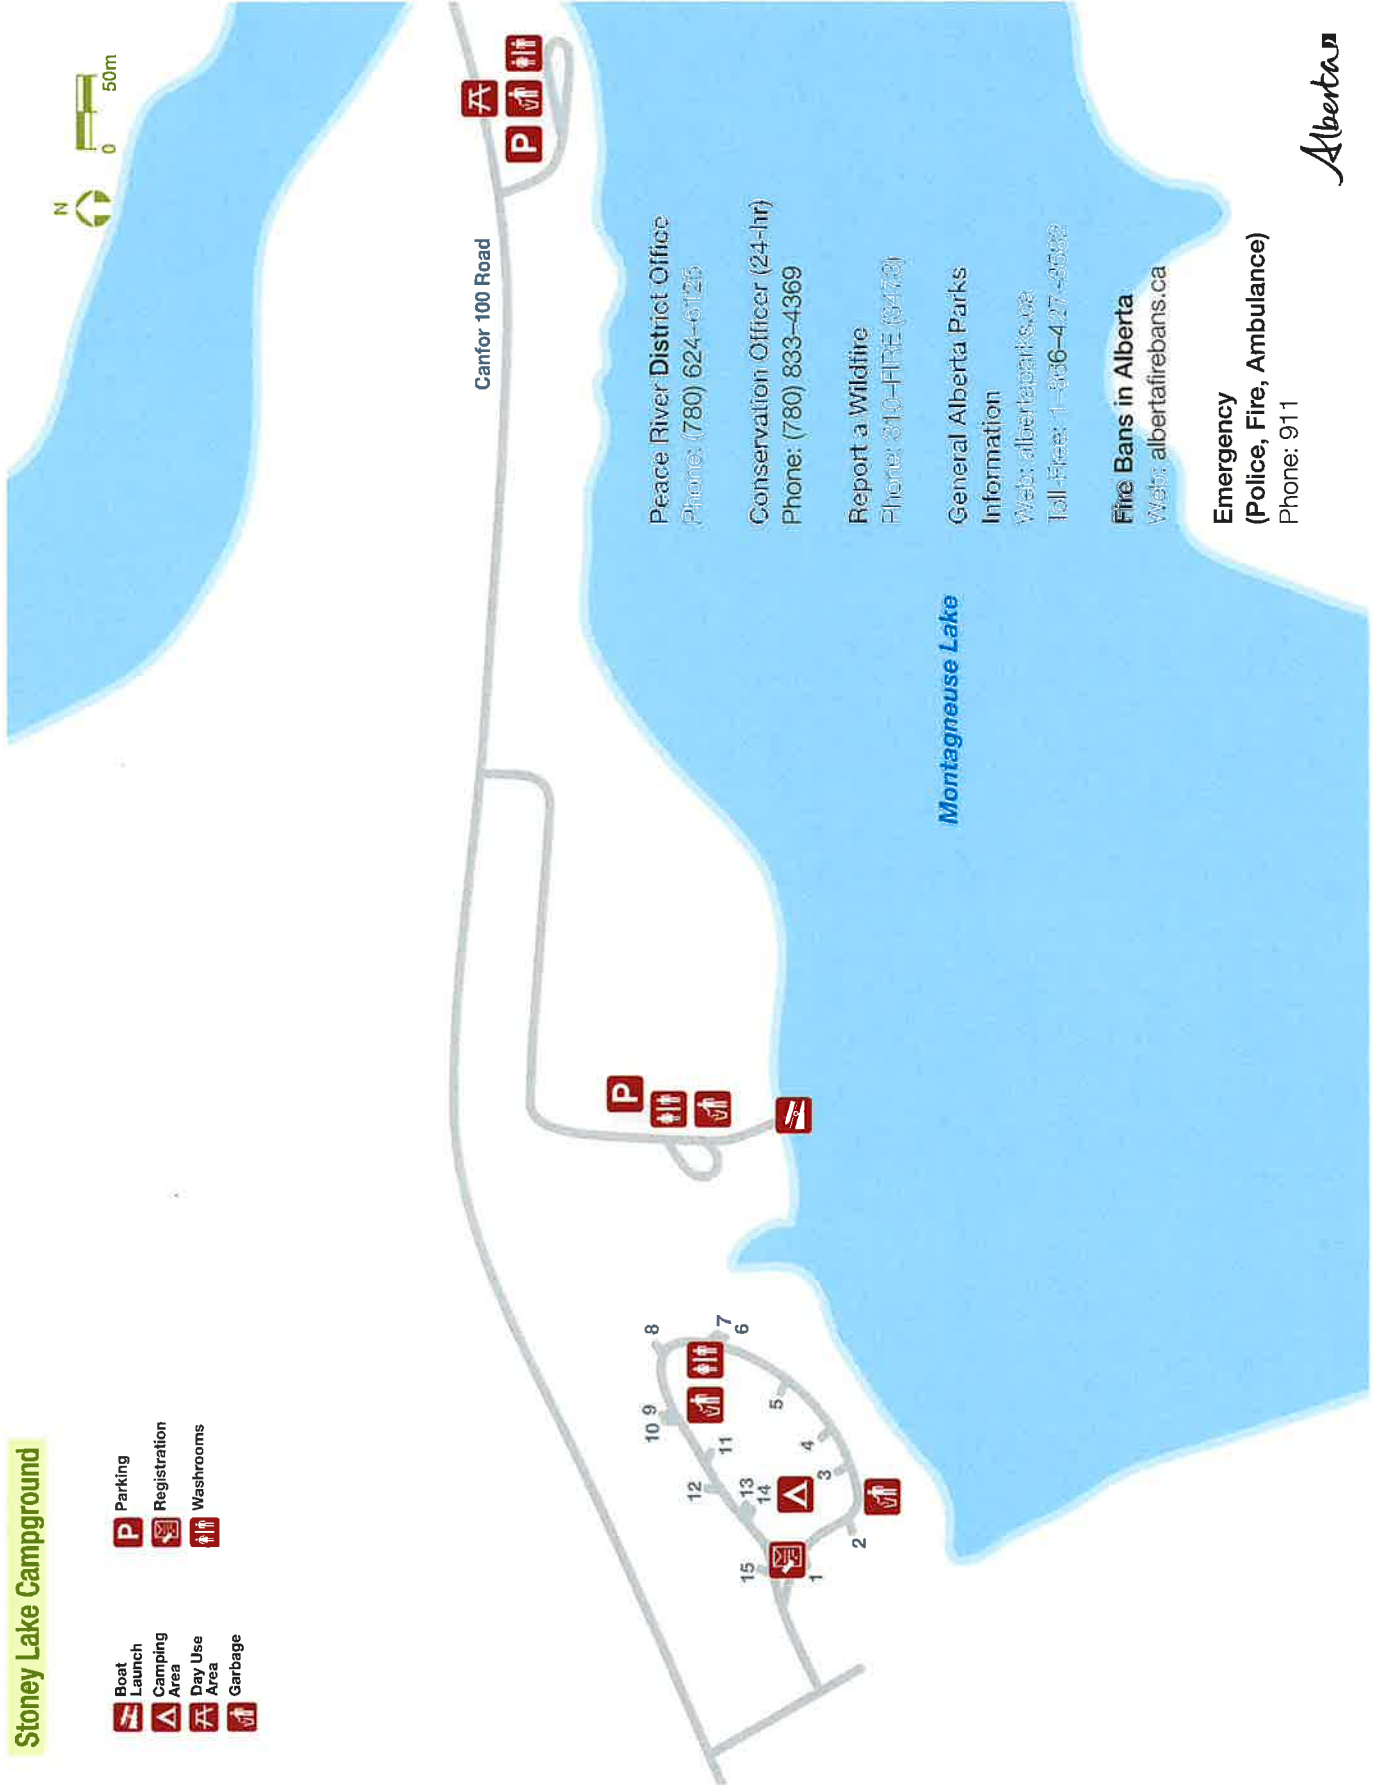 Stoney Lake Campground
Boat
Launch
Camping
Area
Day Use
Area
Garbage
P Parking
Registration
Washrooms
N
0
50m
Canfor 100 Road
P
P
8
7
6
10 9
5
11
4
12
13
14
3
15
2
1
Montagneuse Lake
Peace River District Office
Phone: (780) 624–6125
Conservation Officer (24-hr)
Phone: (780) 833–4369
Report a Wildfire
Phone: 310–FIRE (3473)
General Alberta Parks
Information
Web: albertaparks.ca
Toll-Free: 1–866–427–3582
Fire Bans in Alberta
Web: albertafirebans.ca
Emergency
(Police, Fire, Ambulance)
Phone: 911
Alberta